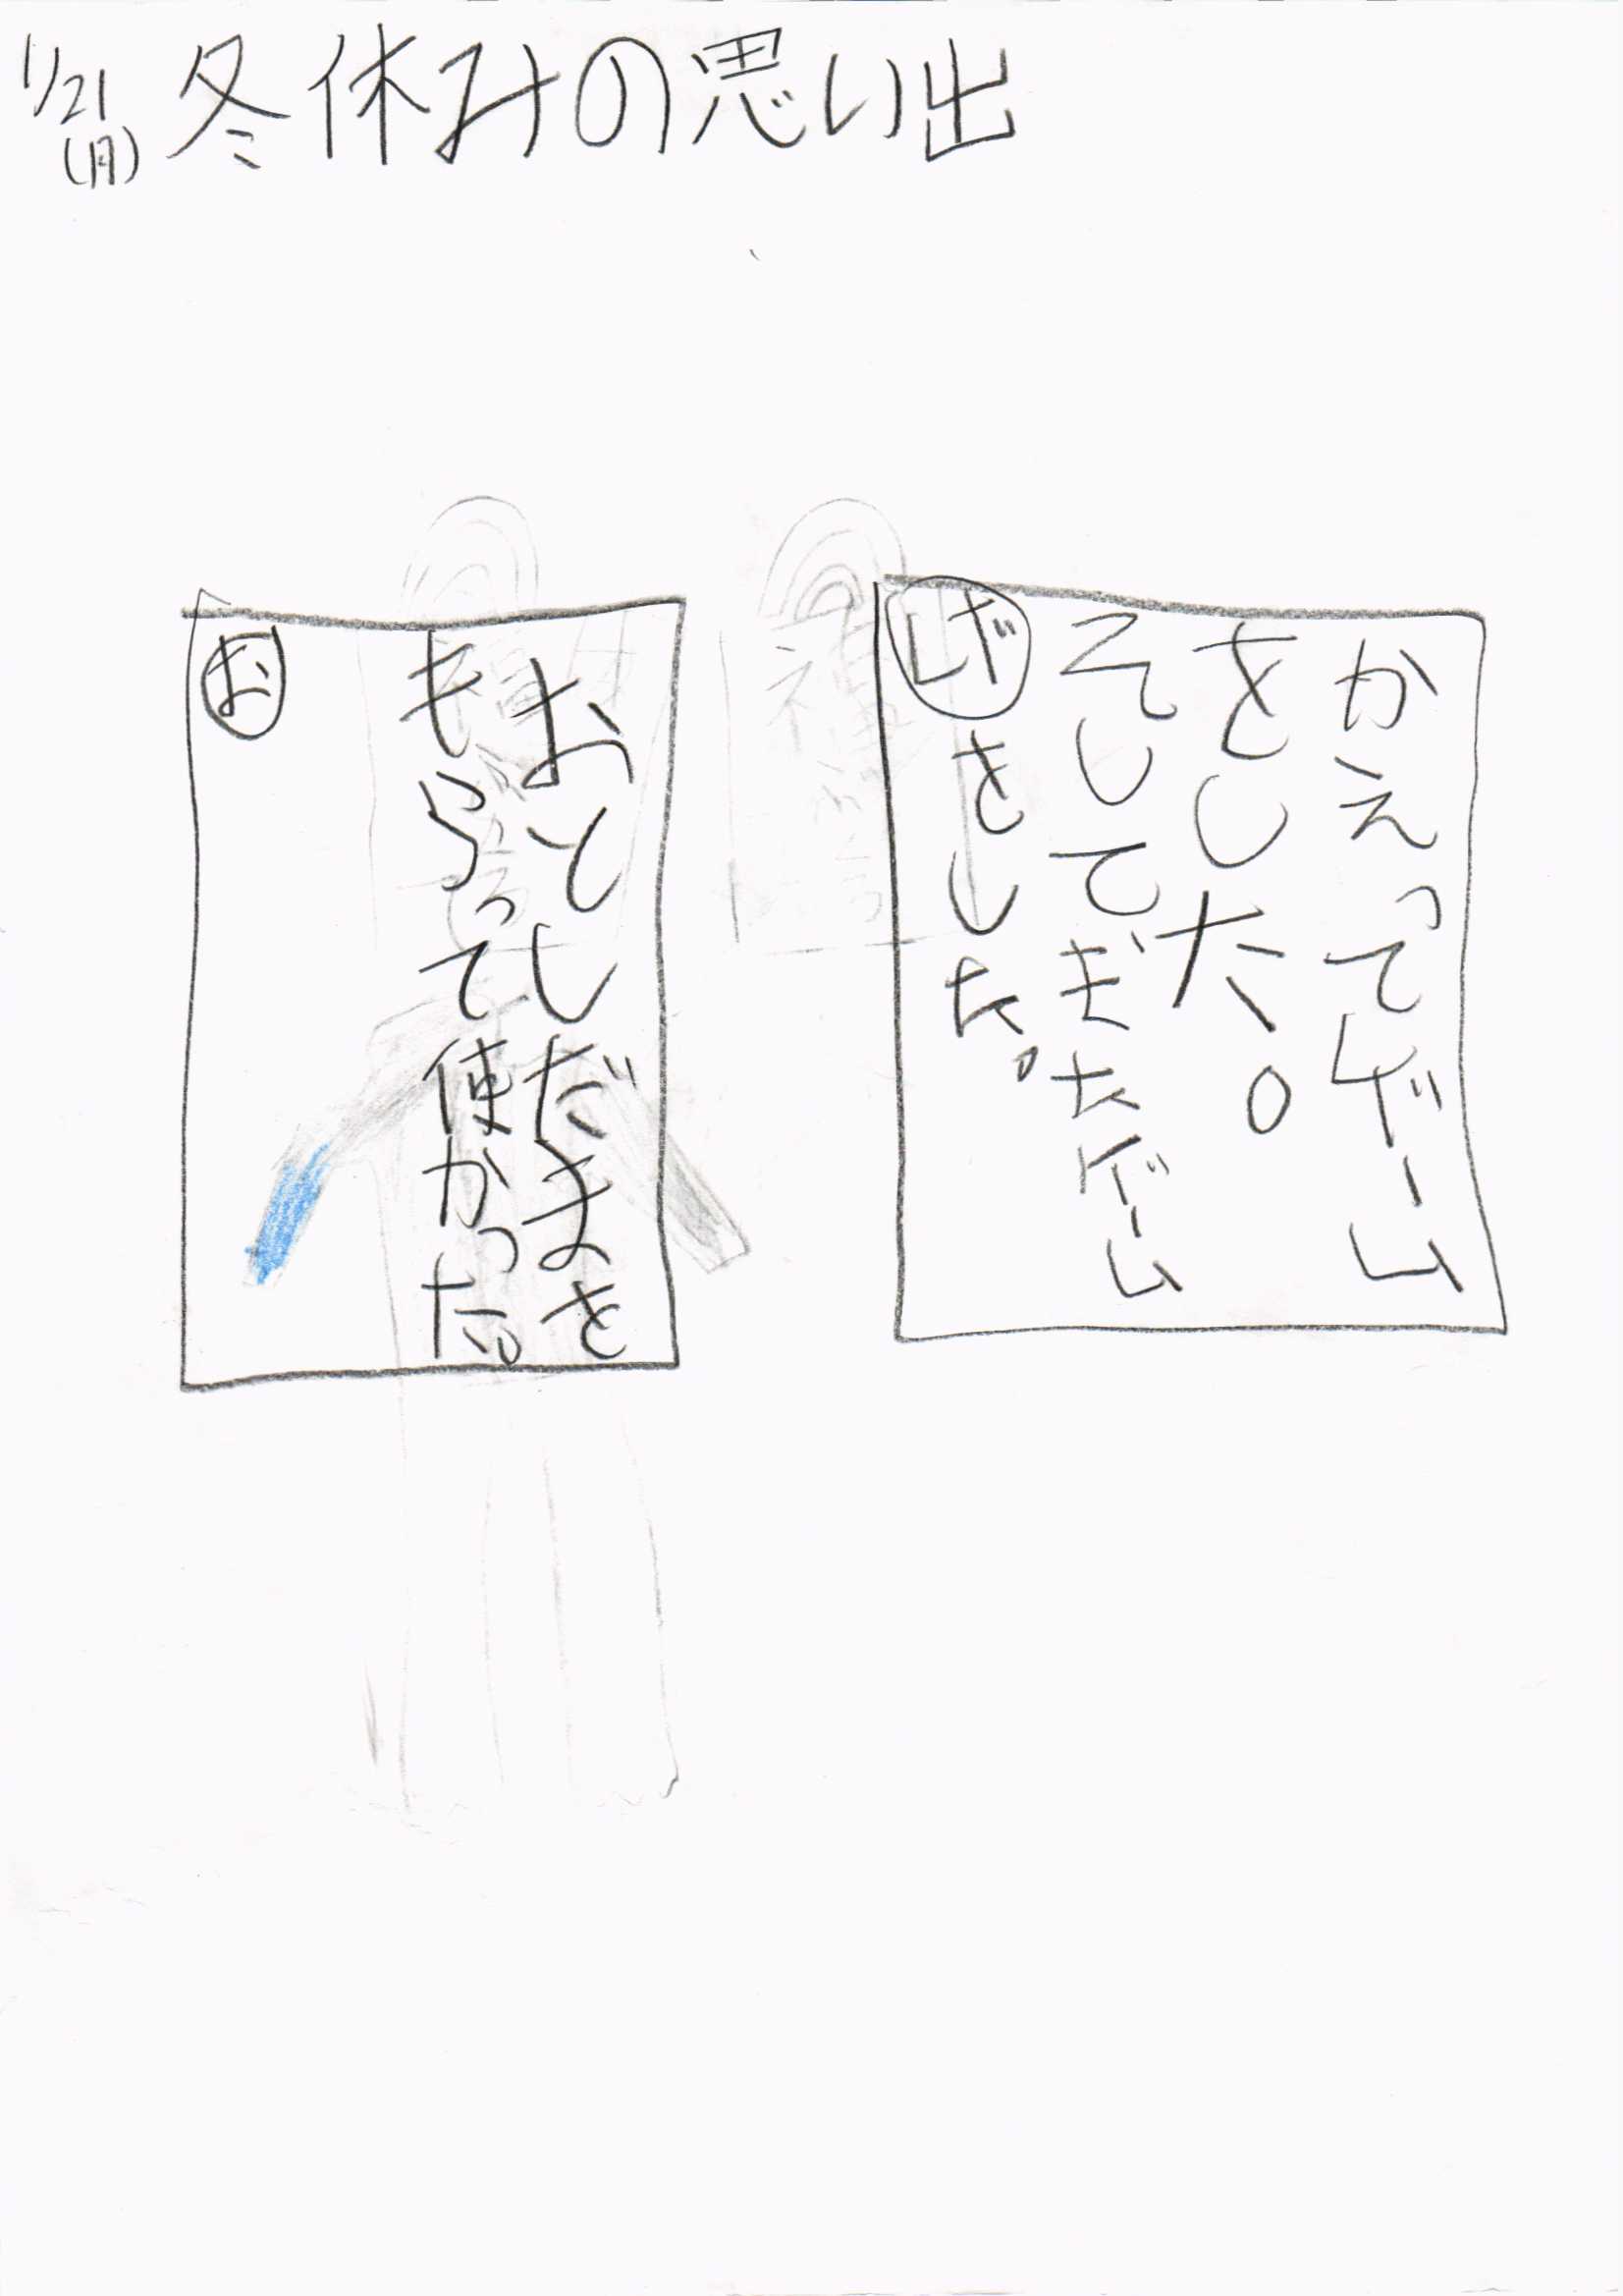 1/21(月) 冬休みの思い出
かえってゲーム
をした。
そしてまたゲーム
をした。
げ
おとしだまを
もらって使かった。
お